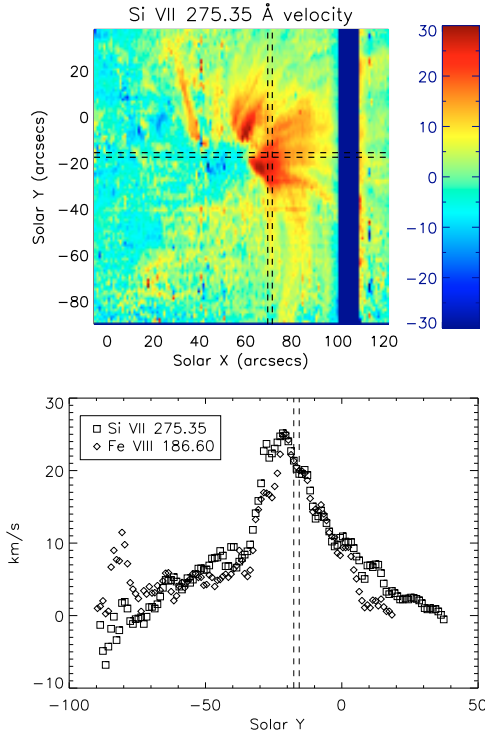 Si VII 275.35 Å velocity
20
0
-20
-40
-60
-80
Solar Y (arcsecs)
0 20 40 60 80 100 120
Solar X (arcsecs)
30
20
10
0
-10
-20
-30
30
20
10
0
-10
km/s
Si VII 275.35
Fe VIII 186.60
-100 -50 0 50
Solar Y